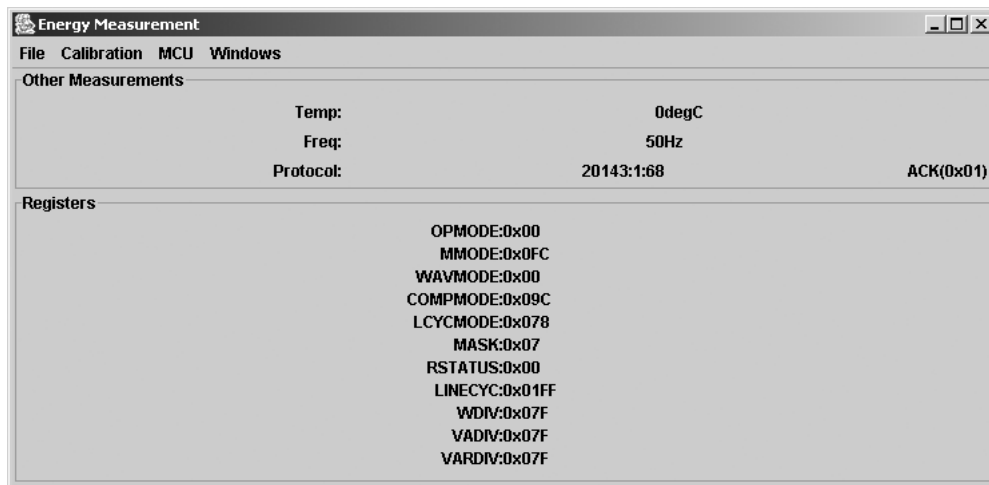 Energy Measurement
File Calibration MCU Windows
Other Measurements
Temp: 0degC
Freq: 50Hz
Protocol: 20143:1:68 ACK(0x01)
Registers
OPMODE:0x00
MMODE:0x0FC
WAVMODE:0x00
COMPMODE:0x09C
LCYCMODE:0x078
MASK:0x07
RSTATUS:0x00
LINECYC:0x01FF
WDIV:0x07F
VADIV:0x07F
VARDIV:0x07F